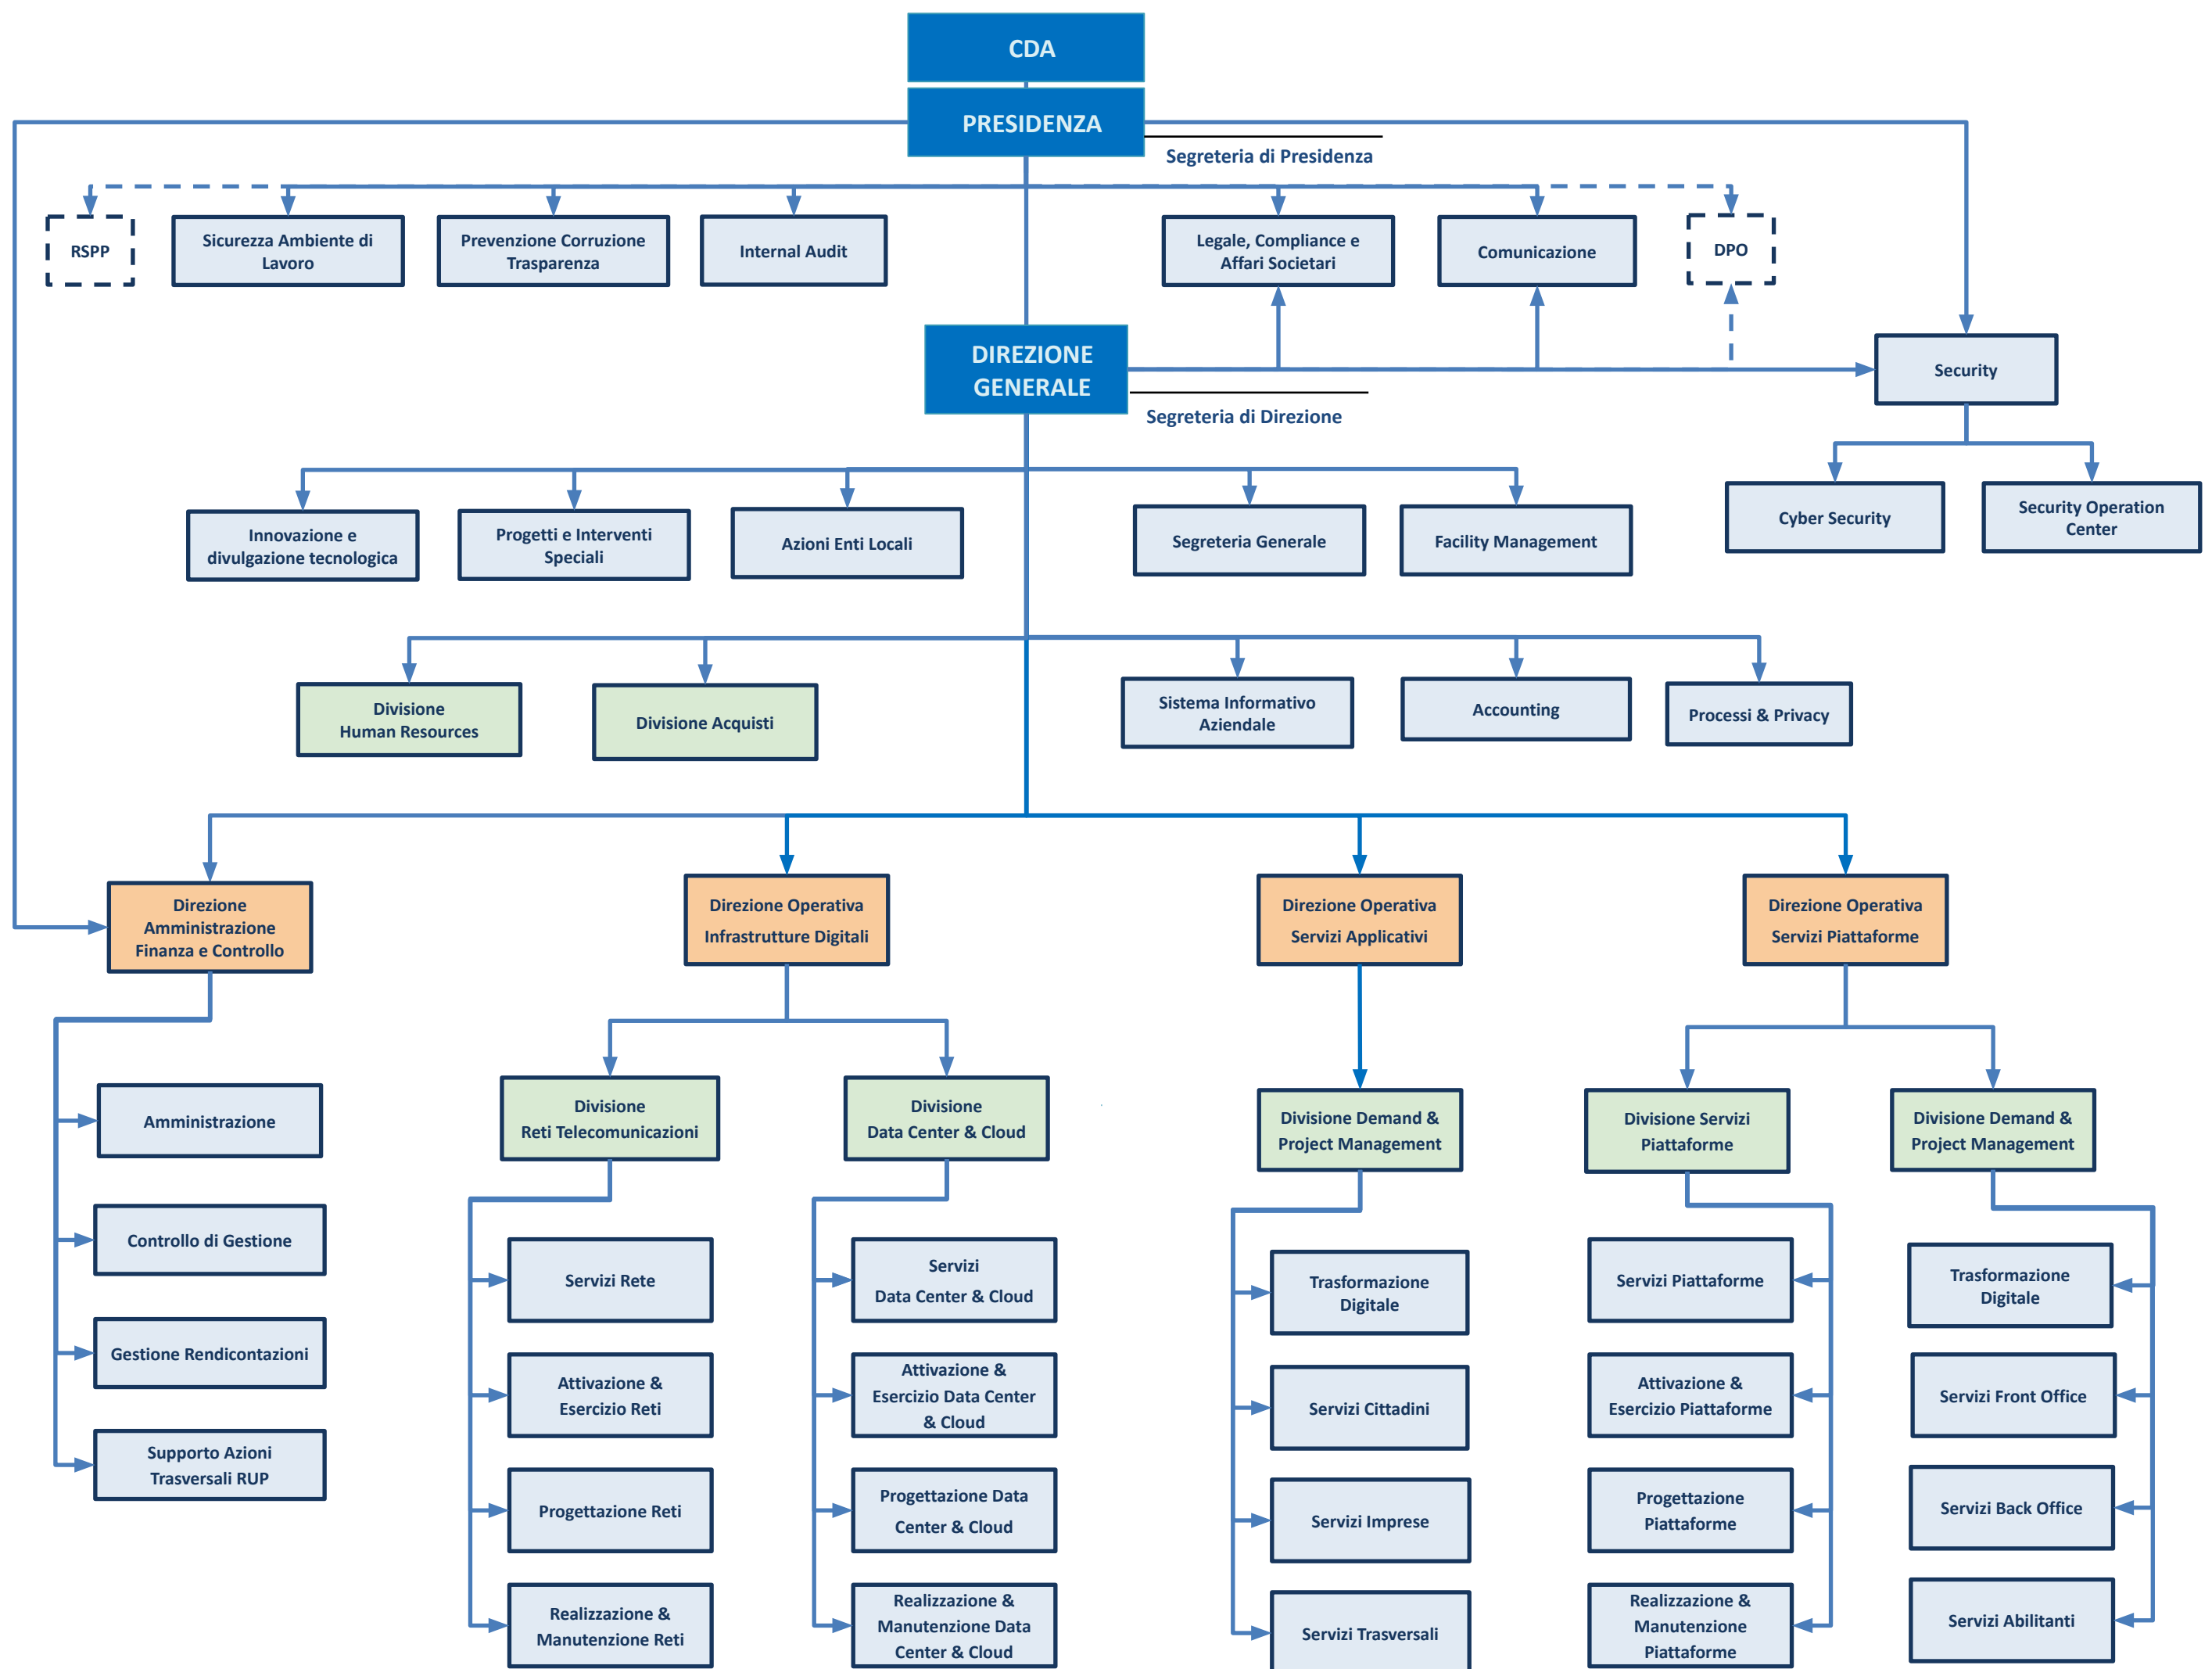 CDA
PRESIDENZA
Segreteria di Presidenza
RSPP
Sicurezza Ambiente di
Lavoro
Prevenzione Corruzione
Trasparenza
Internal Audit
Legale, Compliance e
Affari Societari
Comunicazione
DPO
DIREZIONE
GENERALE
Segreteria di Direzione
Security
Cyber Security
Security Operation
Center
Innovazione e
divulgazione tecnologica
Progetti e Interventi
Speciali
Azioni Enti Locali
Segreteria Generale
Facility Management
Divisione
Human Resources
Divisione Acquisti
Sistema Informativo
Aziendale
Accounting
Processi & Privacy
Direzione
Amministrazione
Finanza e Controllo
Direzione Operativa
Infrastrutture Digitali
Direzione Operativa
Servizi Applicativi
Direzione Operativa
Servizi Piattaforme
Amministrazione
Controllo di Gestione
Gestione Rendicontazioni
Supporto Azioni
Trasversali RUP
Divisione
Reti Telecomunicazioni
Servizi Rete
Attivazione &
Esercizio Reti
Progettazione Reti
Realizzazione &
Manutenzione Reti
Divisione
Data Center & Cloud
Servizi
Data Center & Cloud
Attivazione &
Esercizio Data Center
& Cloud
Progettazione Data
Center & Cloud
Realizzazione &
Manutenzione Data
Center & Cloud
Divisione Demand &
Project Management
Trasformazione
Digitale
Servizi Cittadini
Servizi Imprese
Servizi Trasversali
Divisione Servizi
Piattaforme
Servizi Piattaforme
Attivazione &
Esercizio Piattaforme
Progettazione
Piattaforme
Realizzazione &
Manutenzione
Piattaforme
Divisione Demand &
Project Management
Trasformazione
Digitale
Servizi Front Office
Servizi Back Office
Servizi Abilitanti